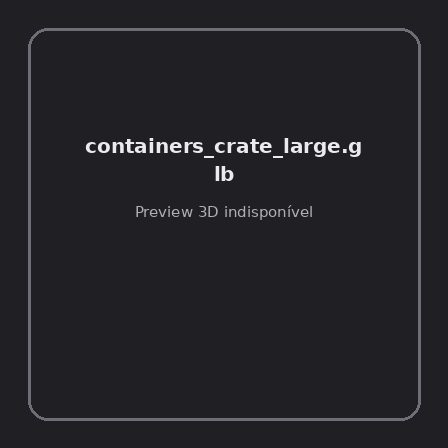 containers_crate_large.g
lb
Preview 3D indisponível